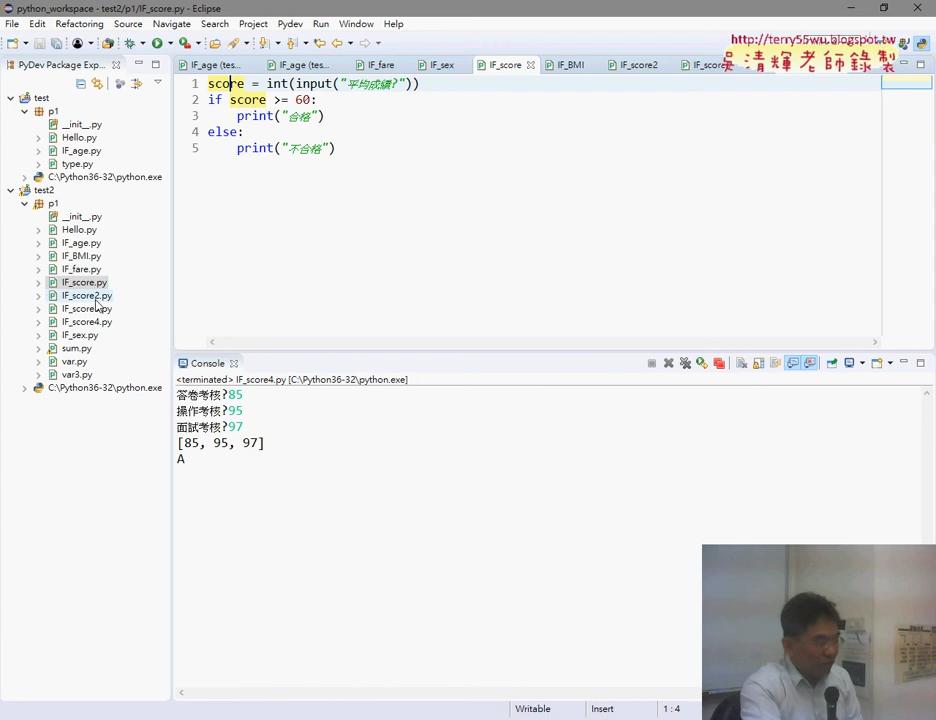 python_workspace - test2/p1/IF_score.py - Eclipse
File Edit Refactoring Source Navigate Search Project Pydev Run Window Help
http://terry55wu.blogspot.tw
吳清輝老師錄製
PyDev Package Exp...
IF_age (tes...
IF_age (tes...
IF_fare
IF_sex
IF_score
IF_BMI
IF_score2
test
p1
__init__.py
Hello.py
IF_age.py
type.py
C:\Python36-32\python.exe
test2
p1
__init__.py
Hello.py
IF_age.py
IF_BMI.py
IF_fare.py
IF_score.py
IF_score2.py
IF_score4.py
IF_sex.py
sum.py
var.py
var3.py
C:\Python36-32\python.exe
1 score = int(input("平均成績?"))
2 if score >= 60:
3 print("合格")
4 else:
5 print("不合格")
Console
<terminated> IF_score4.py [C:\Python36-32\python.exe]
答卷考核?85
操作考核?95
面試考核?97
[85, 95, 97]
A
Writable Insert 1 : 4